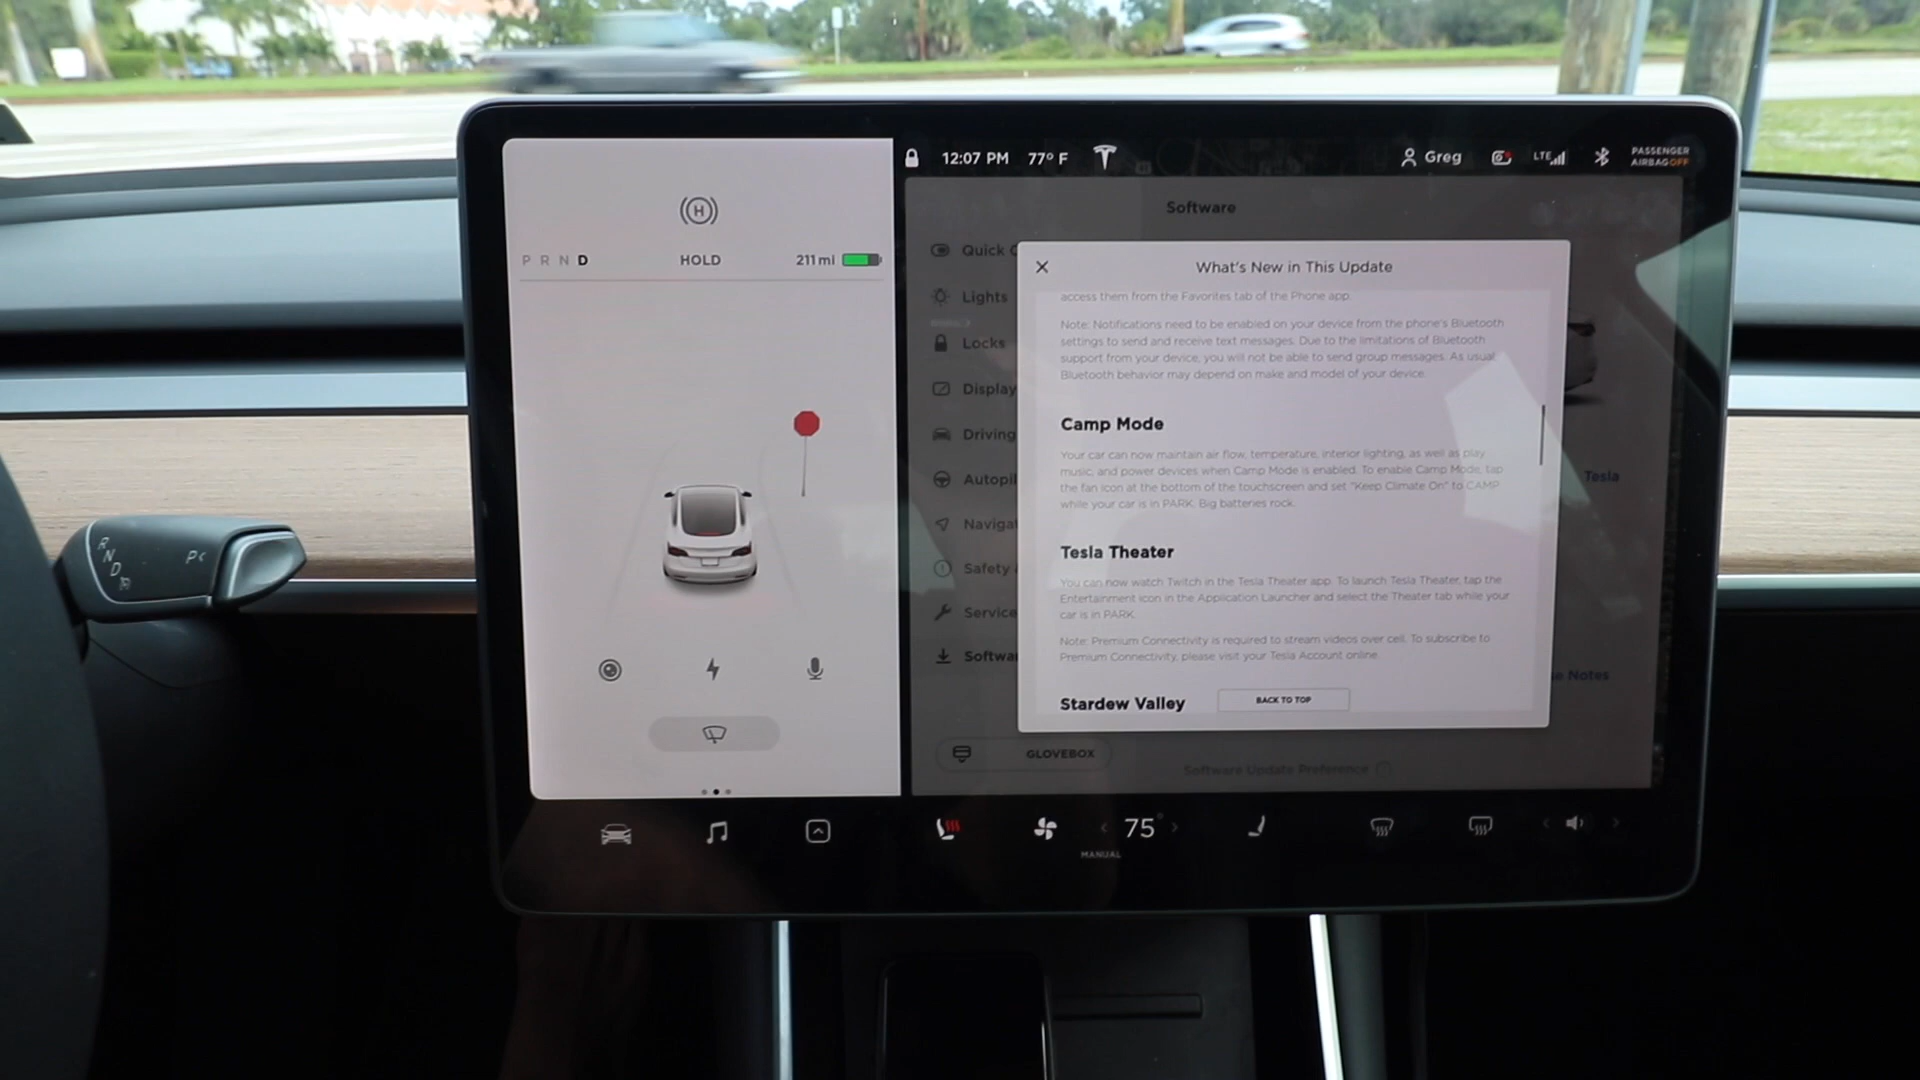 12:07 PM 77° F Greg LTE PASSENGER
AIRBAG OFF
H
P R N D HOLD 211 mi
Software
Quick
Lights
Locks
Display
Driving
Autopil
Navigat
Safety
Service
Softwa
What's New in This Update
access them from the Favorites tab of the Phone app.
Note: Notifications need to be enabled on your device from the phone's Bluetooth
settings to send and receive text messages. Due to the limitations of Bluetooth
support from your device, you will not be able to send group messages. As usual
Bluetooth behavior may depend on make and model of your device.
Camp Mode
Your car can now maintain air flow, temperature, interior lighting, as well as play
music, and power devices when Camp Mode is enabled. To enable Camp Mode, tap
the fan icon at the bottom of the touchscreen and set "Keep Climate On" to CAMP
while your car is in PARK. Big batteries rock.
Tesla Theater
You can now watch Twitch in the Tesla Theater app. To launch Tesla Theater, tap the
Entertainment icon in the Application Launcher and select the Theater tab while your
car is in PARK.
Note: Premium Connectivity is required to stream videos over cell. To subscribe to
Premium Connectivity, please visit your Tesla Account online.
Stardew Valley
BACK TO TOP
Tesla
e Notes
GLOVEBOX
Software Update Preference
75
MANUAL
R
N
D
P